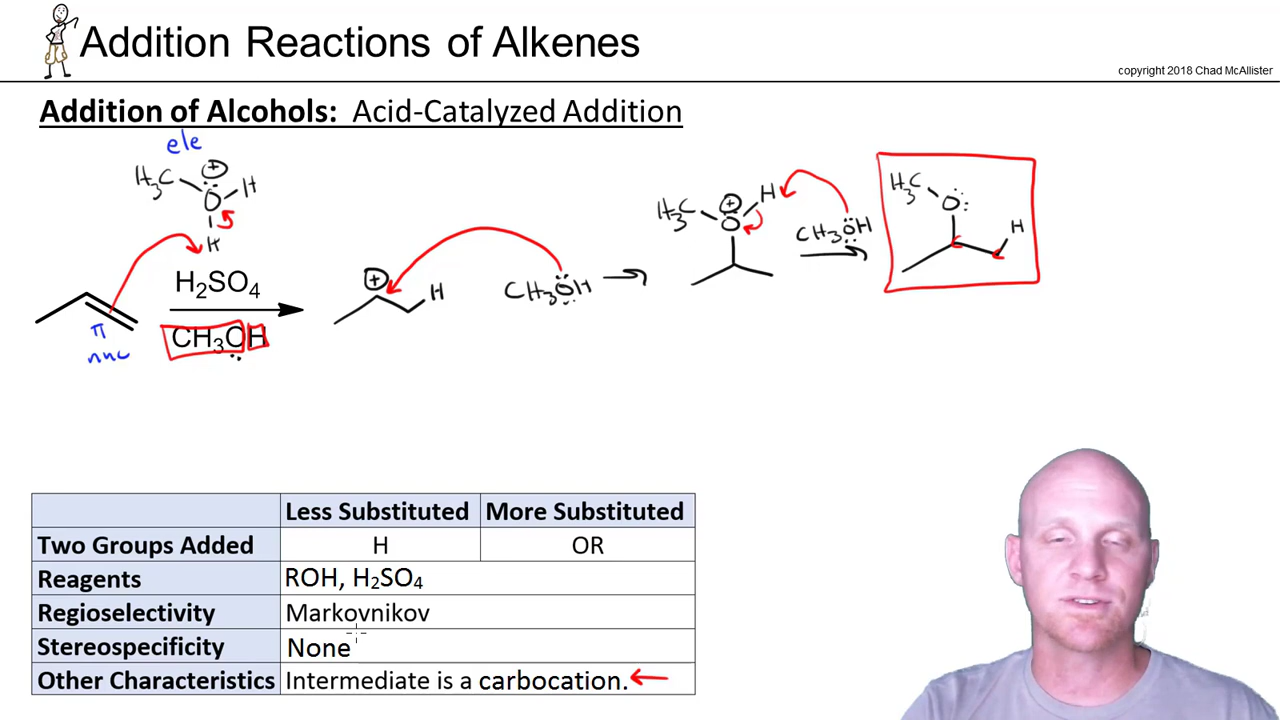 Addition Reactions of Alkenes
copyright 2018 Chad McAllister
Addition of Alcohols: Acid-Catalyzed Addition
ele
H₃C
+
O
H
H
H₂SO₄
CH₃OH
π
nuc
+
H
CH₃OH
H₃C
+
O
H
CH₃OH
H₃C
O
H
Less Substituted More Substituted
Two Groups Added H OR
Reagents ROH, H₂SO₄
Regioselectivity Markovnikov
Stereospecificity None
Other Characteristics Intermediate is a carbocation.